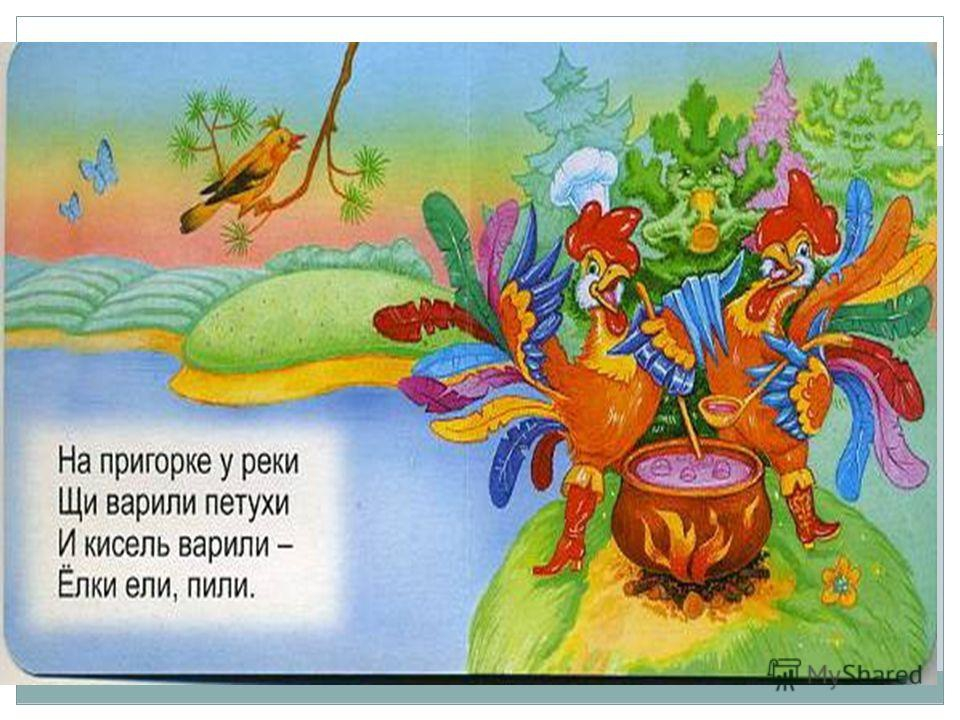 На пригорке у реки
Щи варили петухи
И кисель варили –
Ёлки ели, пили.
MyShared